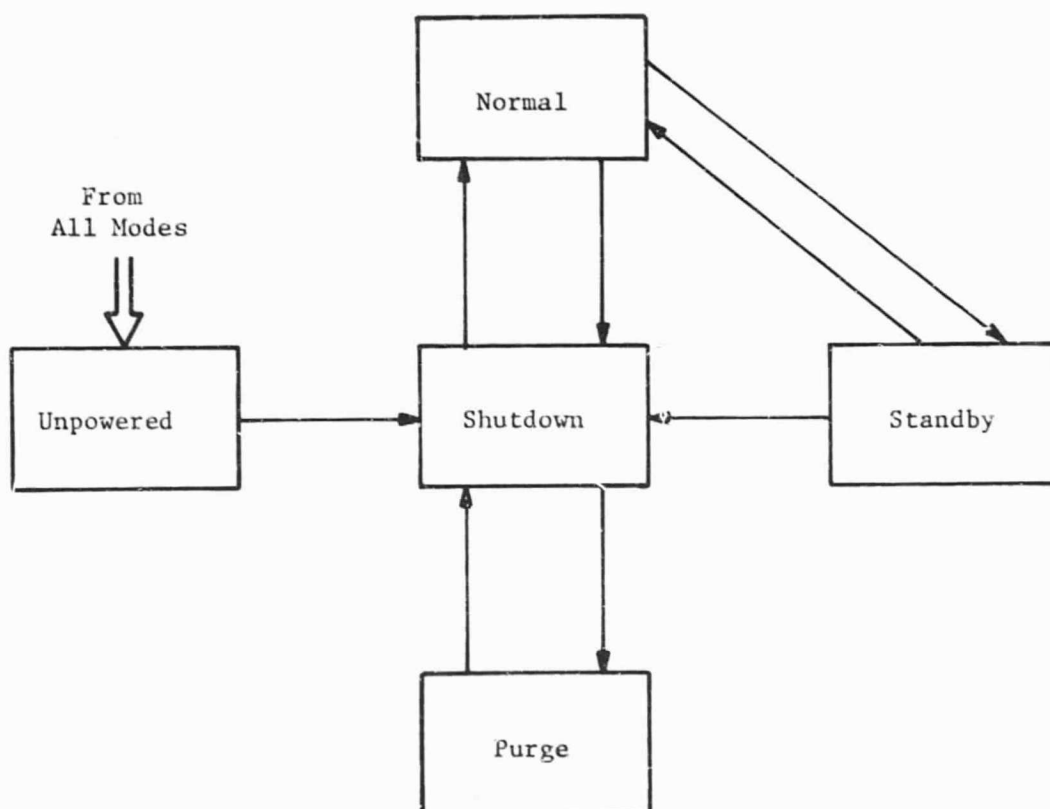 Normal
From
All Modes
Unpowered
Shutdown
Standby
Purge